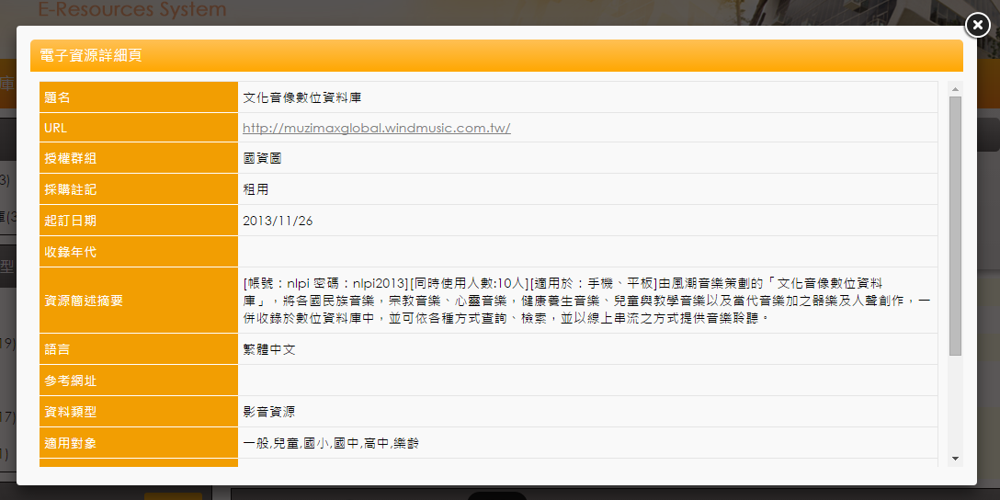 E-Resources System
電子資源詳細頁
庫
題名 文化音像數位資料庫
URL http://muzimaxglobal.windmusic.com.tw/
授權群組 國資圖
3)
採購註記 租用
庫(3
起訂日期 2013/11/26
收錄年代
型
資源簡述摘要 [帳號：nlpi 密碼：nlpi2013][同時使用人數:10人][適用於：手機、平板]由風潮音樂策劃的「文化音像數位資料
庫」，將各國民族音樂，宗教音樂、心靈音樂，健康養生音樂、兒童與教學音樂以及當代音樂加之器樂及人聲創作，一
併收錄於數位資料庫中，並可依各種方式查詢、檢索，並以線上串流之方式提供音樂聆聽。
19)
語言 繁體中文
參考網址
17)
資料類型 影音資源
適用對象 一般,兒童,國小,國中,高中,樂齡